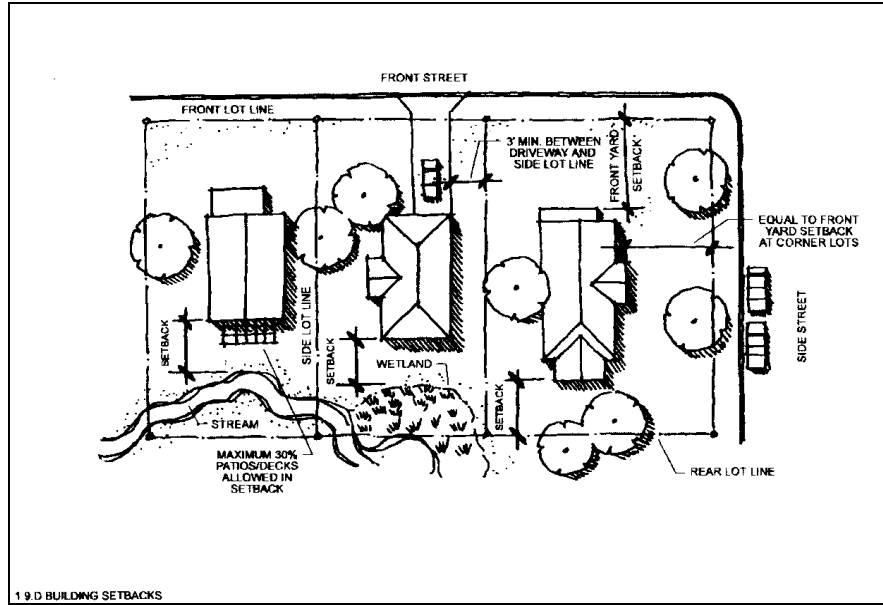 FRONT STREET
FRONT LOT LINE
3' MIN. BETWEEN
DRIVEWAY AND
SIDE LOT LINE
FRONT YARD
SETBACK
EQUAL TO FRONT
YARD SETBACK
AT CORNER LOTS
SIDE STREET
SETBACK
SIDE LOT LINE
SETBACK
WETLAND
SETBACK
STREAM
MAXIMUM 30%
PATIOS/DECKS
ALLOWED IN
SETBACK
REAR LOT LINE
1 9.D BUILDING SETBACKS